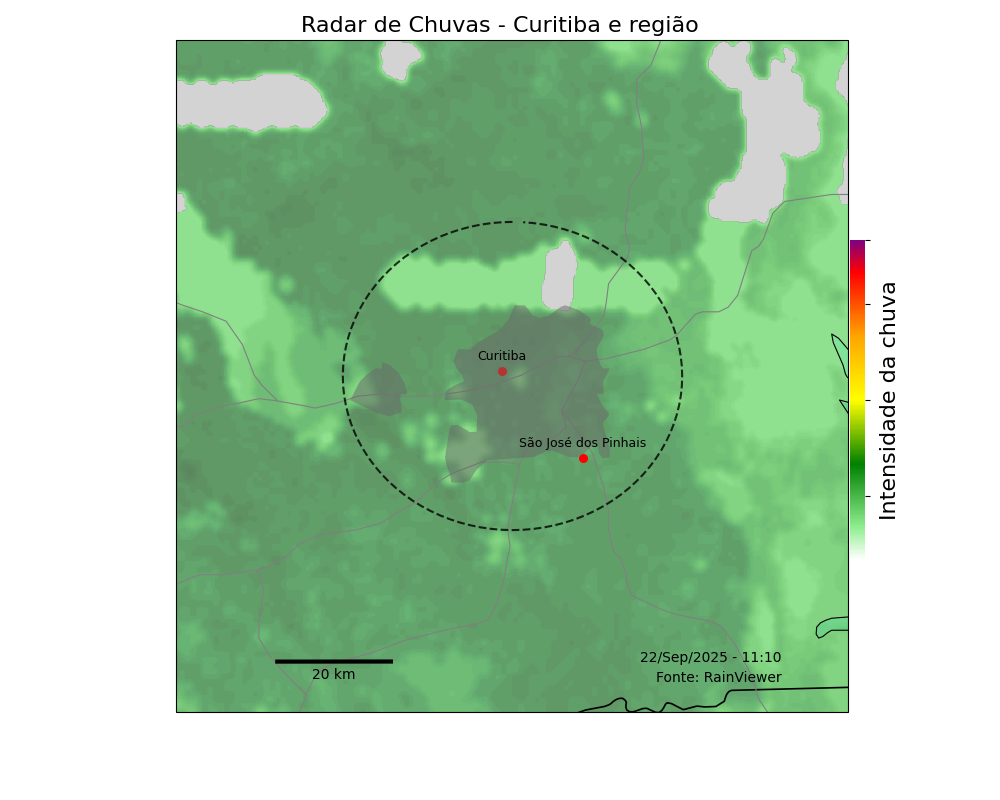 Radar de Chuvas - Curitiba e região
Curitiba
São José dos Pinhais
Intensidade da chuva
22/Sep/2025 - 11:10
Fonte: RainViewer
20 km